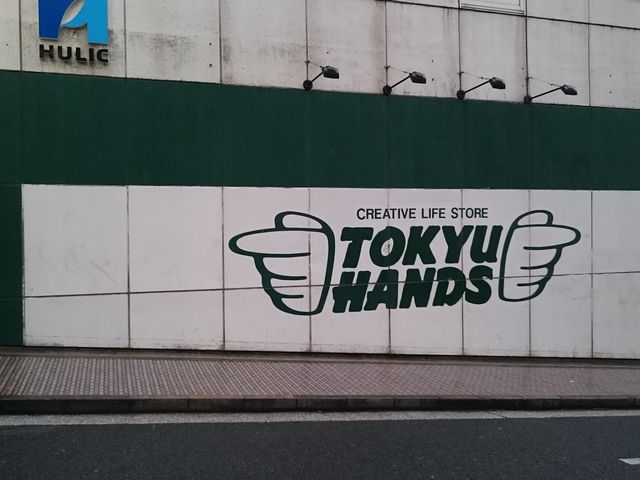 HULIC
CREATIVE LIFE STORE
TOKYU
HANDS